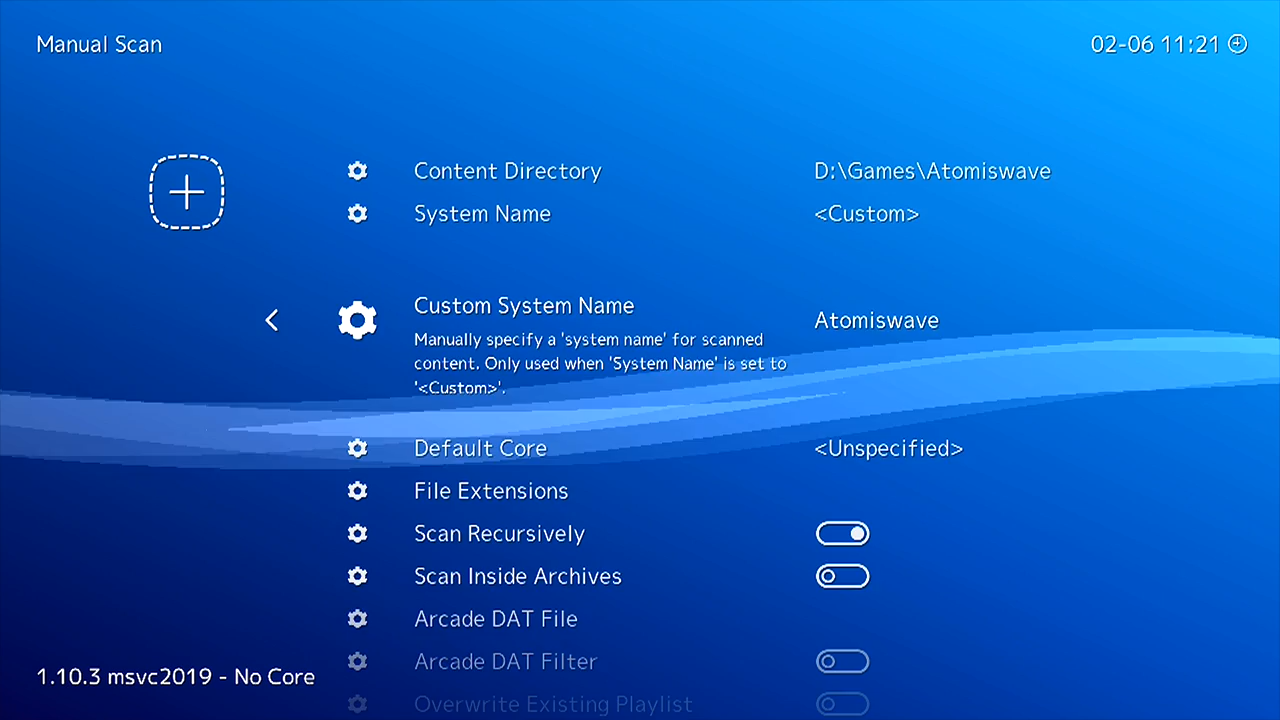 Manual Scan
02-06 11:21
Content Directory D:\Games\Atomiswave
System Name <Custom>
Custom System Name Atomiswave
Manually specify a 'system name' for scanned
content. Only used when 'System Name' is set to
'<Custom>'.
Default Core <Unspecified>
File Extensions
Scan Recursively
Scan Inside Archives
Arcade DAT File
Arcade DAT Filter
1.10.3 msvc2019 - No Core
Overwrite Existing Playlist